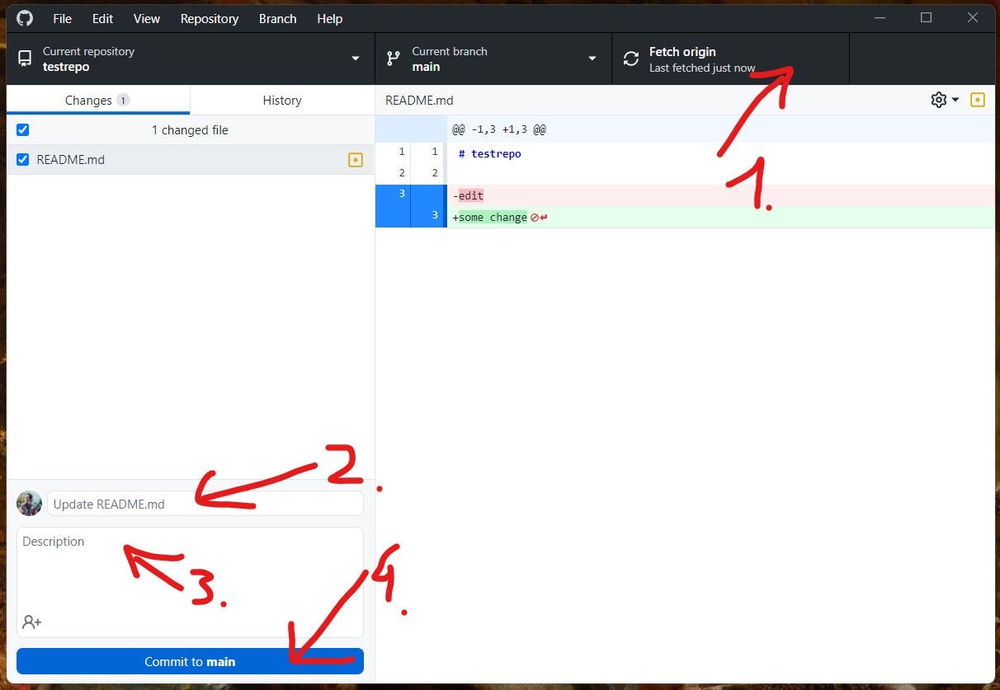 File Edit View Repository Branch Help
Current repository
testrepo
Current branch
main
Fetch origin
Last fetched just now
Changes 1
History
README.md
1 changed file
README.md
@@ -1,3 +1,3 @@
1 1 # testrepo
2 2
3 -edit
3 +some change
1.
2.
Update README.md
Description
3.
4.
Commit to main